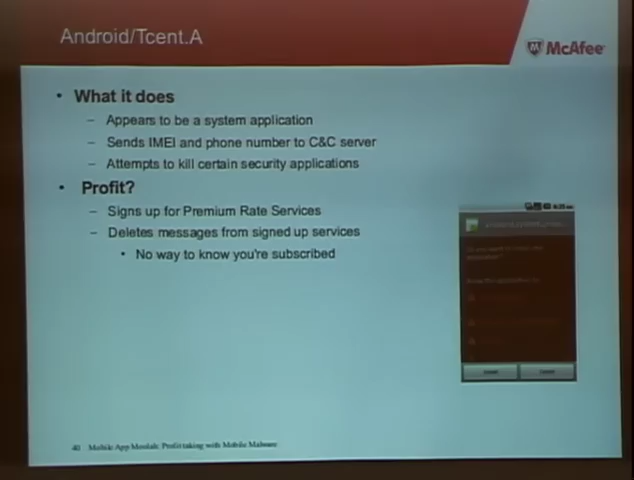 Android/Tcent.A
McAfee
• What it does
– Appears to be a system application
– Sends IMEI and phone number to C&C server
– Attempts to kill certain security applications
• Profit?
– Signs up for Premium Rate Services
– Deletes messages from signed up services
• No way to know you're subscribed
40 Mobile App Moolah: Profit taking with Mobile Malware